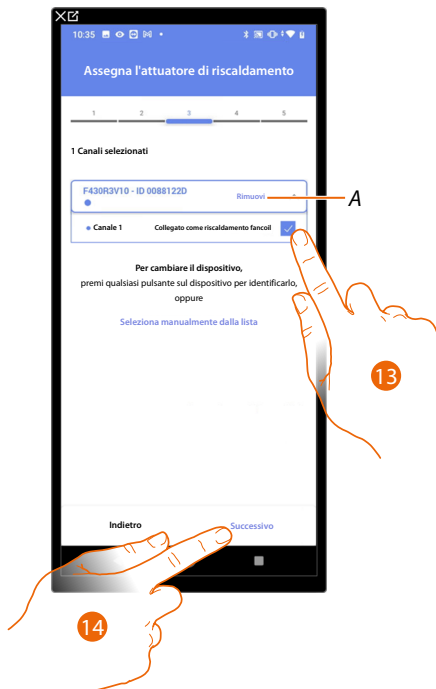 10:35
Assegna l'attuatore di riscaldamento
1 2 3 4 5
1 Canali selezionati
F430R3V10 - ID 0088122D
Rimuovi
A
Canale 1 Collegato come riscaldamento fancoil
Per cambiare il dispositivo,
premi qualsiasi pulsante sul dispositivo per identificarlo,
oppure
Seleziona manualmente dalla lista
13
Indietro Successivo
14